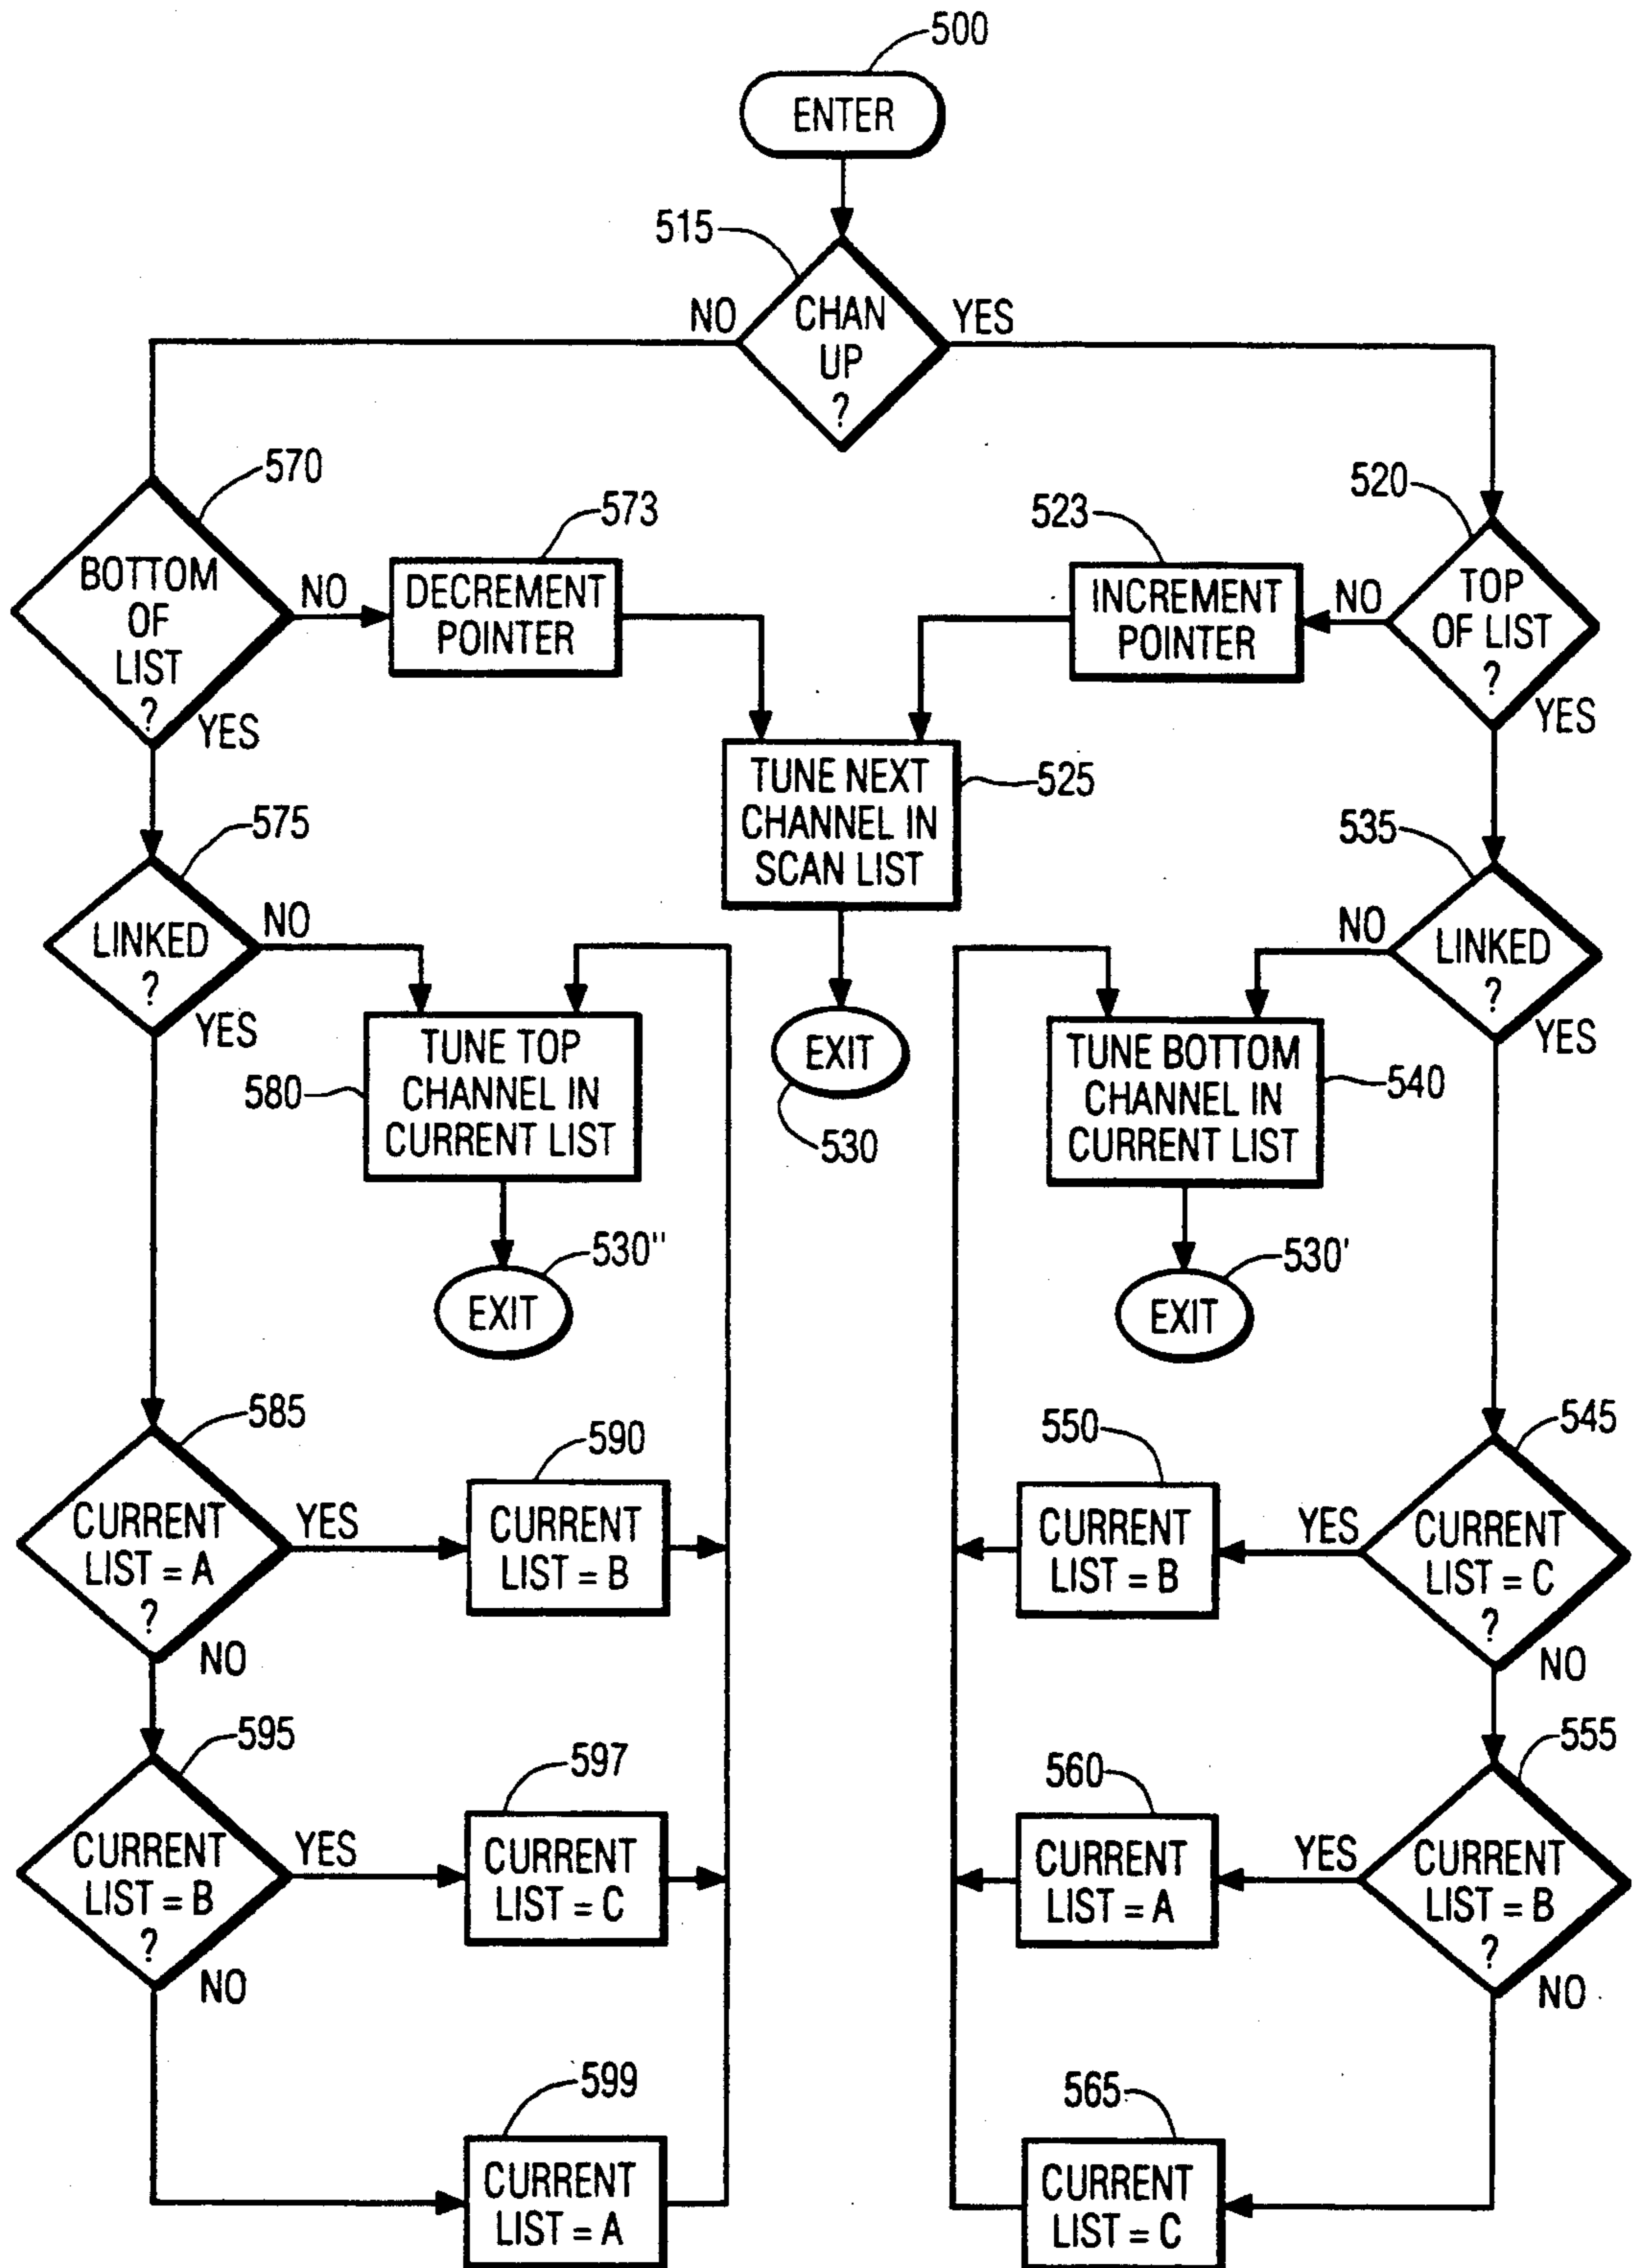 500
ENTER
515
NO
CHAN
UP
?
YES
570
BOTTOM
OF
LIST
?
NO
YES
573
DECREMENT
POINTER
523
INCREMENT
POINTER
520
TOP
OF LIST
?
NO
YES
TUNE NEXT
CHANNEL IN
SCAN LIST
525
EXIT
530
575
LINKED
?
NO
YES
580
TUNE TOP
CHANNEL IN
CURRENT LIST
530"
EXIT
535
LINKED
?
NO
YES
TUNE BOTTOM
CHANNEL IN
CURRENT LIST
540
530'
EXIT
585
CURRENT
LIST = A
?
YES
NO
590
CURRENT
LIST = B
550
CURRENT
LIST = B
545
YES
CURRENT
LIST = C
?
NO
595
CURRENT
LIST = B
?
YES
NO
597
CURRENT
LIST = C
560
CURRENT
LIST = A
555
YES
CURRENT
LIST = B
?
NO
599
CURRENT
LIST = A
565
CURRENT
LIST = C